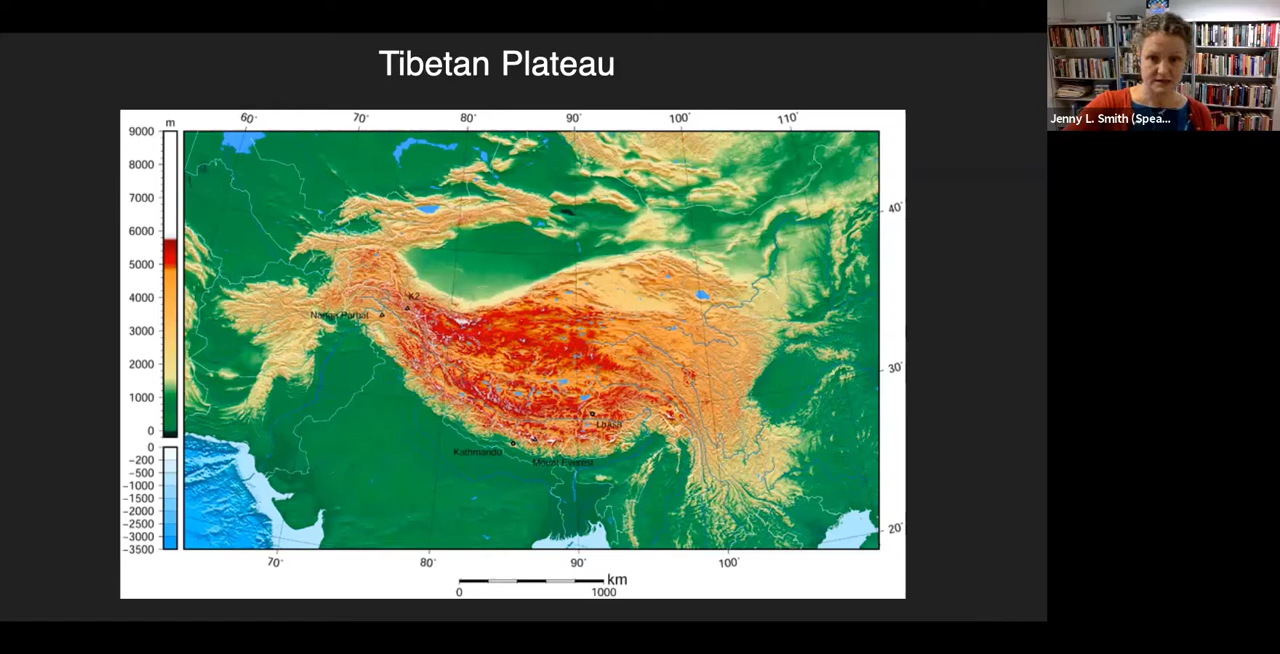 Tibetan Plateau
Jenny L. Smith (Spea...
m
60° 70° 80° 90° 100° 110°
9000
8000
7000
6000
5000
4000
3000
2000
1000
0
0
−200
−500
−1000
−1500
−2000
−2500
−3000
−3500
40°
30°
20°
K2
Nanga Parbat
Lhasa
Kathmandu
Mount Everest
70° 80° 90° 100°
km
0 1000